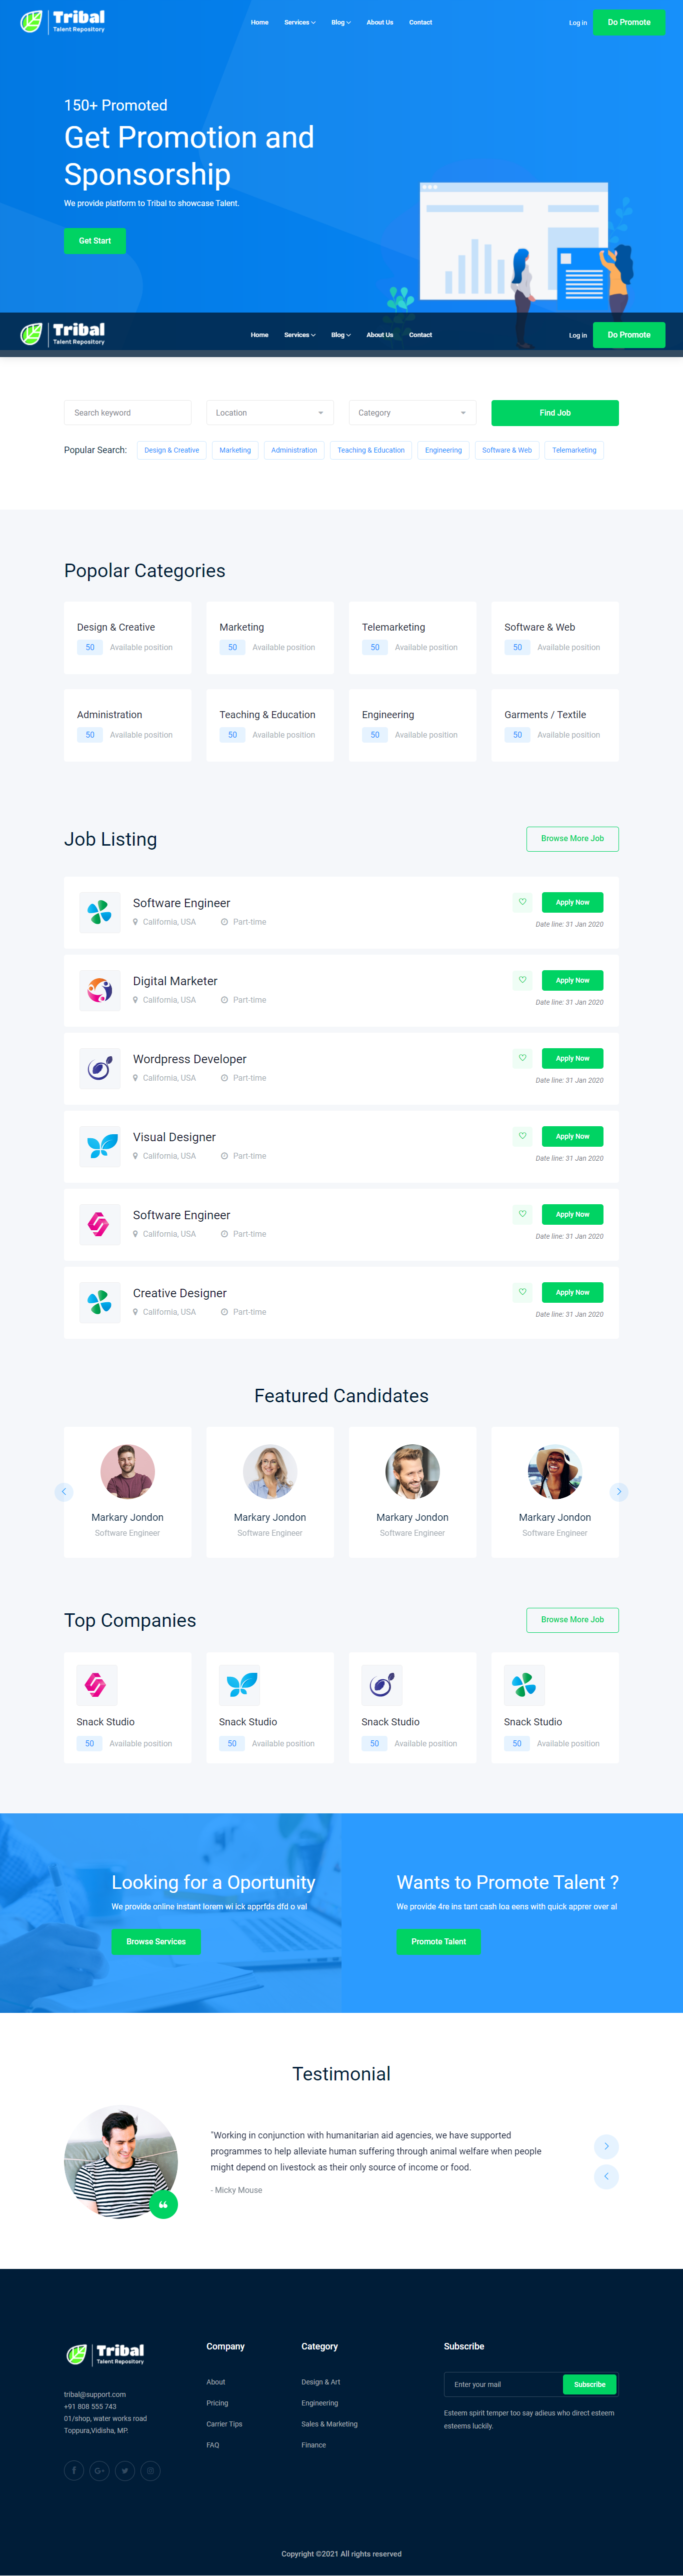 Tribal
Talent Repository
Home Services Blog About Us Contact
Log in Do Promote
150+ Promoted
Get Promotion and
Sponsorship
We provide platform to Tribal to showcase Talent.
Get Start
Tribal
Talent Repository
Home Services Blog About Us Contact
Log in Do Promote
Search keyword Location Category Find Job
Popular Search: Design & Creative Marketing Administration Teaching & Education Engineering Software & Web Telemarketing
Popolar Categories
Design & Creative Marketing Telemarketing Software & Web
50 Available position 50 Available position 50 Available position 50 Available position
Administration Teaching & Education Engineering Garments / Textile
50 Available position 50 Available position 50 Available position 50 Available position
Job Listing Browse More Job
Software Engineer Apply Now
California, USA Part-time Date line: 31 Jan 2020
Digital Marketer Apply Now
California, USA Part-time Date line: 31 Jan 2020
Wordpress Developer Apply Now
California, USA Part-time Date line: 31 Jan 2020
Visual Designer Apply Now
California, USA Part-time Date line: 31 Jan 2020
Software Engineer Apply Now
California, USA Part-time Date line: 31 Jan 2020
Creative Designer Apply Now
California, USA Part-time Date line: 31 Jan 2020
Featured Candidates
Markary Jondon Markary Jondon Markary Jondon Markary Jondon
Software Engineer Software Engineer Software Engineer Software Engineer
Top Companies Browse More Job
Snack Studio Snack Studio Snack Studio Snack Studio
50 Available position 50 Available position 50 Available position 50 Available position
Looking for a Oportunity
We provide online instant lorem wi lck apprfds dfd o val
Browse Services
Wants to Promote Talent ?
We provide 4re ins tant cash loa eens with quick apprer over al
Promote Talent
Testimonial
"Working in conjunction with humanitarian aid agencies, we have supported
programmes to help alleviate human suffering through animal welfare when people
might depend on livestock as their only source of income or food.
- Micky Mouse
Tribal
Talent Repository
tribal@support.com
+91 808 555 743
01/shop, water works road
Toppura,Vidisha, MP.
Company
About
Pricing
Carrier Tips
FAQ
Category
Design & Art
Engineering
Sales & Marketing
Finance
Subscribe
Enter your mail Subscribe
Esteem spirit temper too say adieus who direct esteem
esteems luckily.
Copyright ©2021 All rights reserved